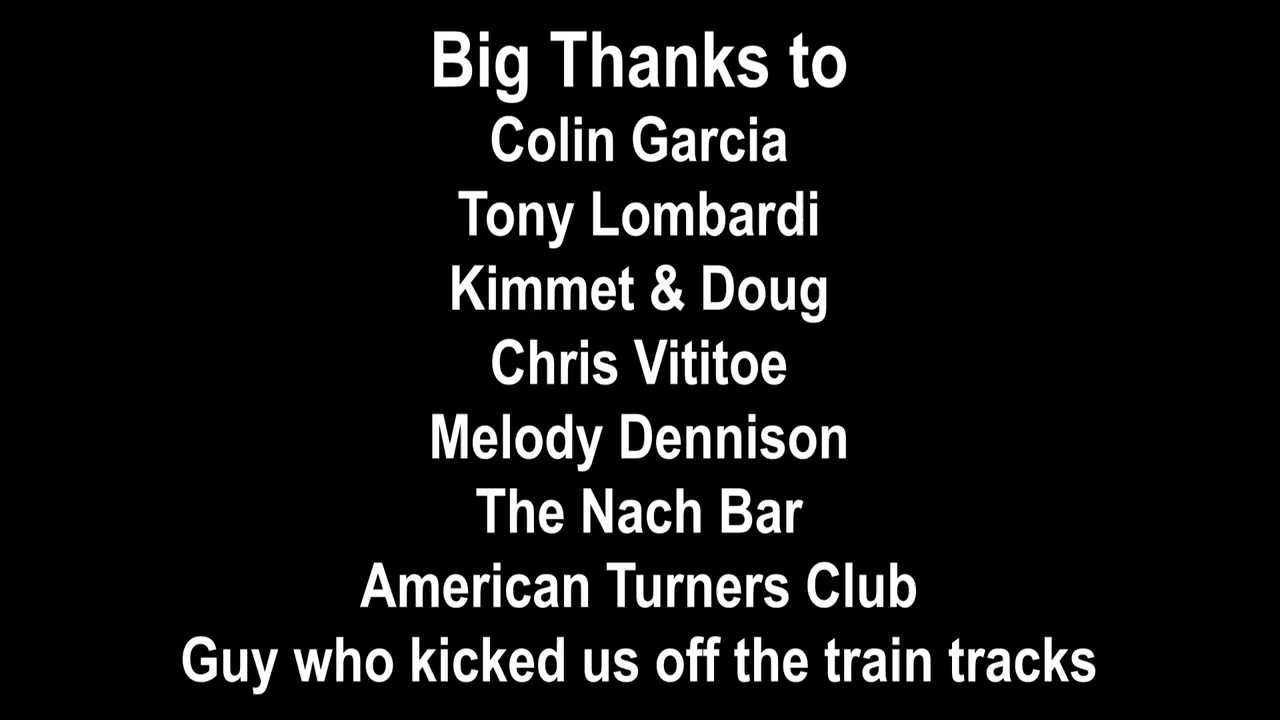 Big Thanks to
Colin Garcia
Tony Lombardi
Kimmet & Doug
Chris Vititoe
Melody Dennison
The Nach Bar
American Turners Club
Guy who kicked us off the train tracks